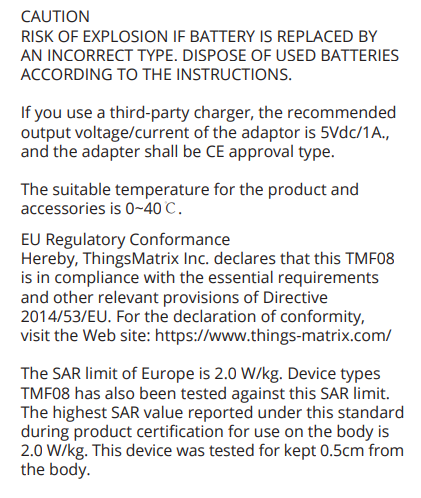 CAUTION
RISK OF EXPLOSION IF BATTERY IS REPLACED BY
AN INCORRECT TYPE. DISPOSE OF USED BATTERIES
ACCORDING TO THE INSTRUCTIONS.
If you use a third-party charger, the recommended
output voltage/current of the adaptor is 5Vdc/1A.,
and the adapter shall be CE approval type.
The suitable temperature for the product and
accessories is 0~40℃.
EU Regulatory Conformance
Hereby, ThingsMatrix Inc. declares that this TMF08
is in compliance with the essential requirements
and other relevant provisions of Directive
2014/53/EU. For the declaration of conformity,
visit the Web site: https://www.things-matrix.com/
The SAR limit of Europe is 2.0 W/kg. Device types
TMF08 has also been tested against this SAR limit.
The highest SAR value reported under this standard
during product certification for use on the body is
2.0 W/kg. This device was tested for kept 0.5cm from
the body.